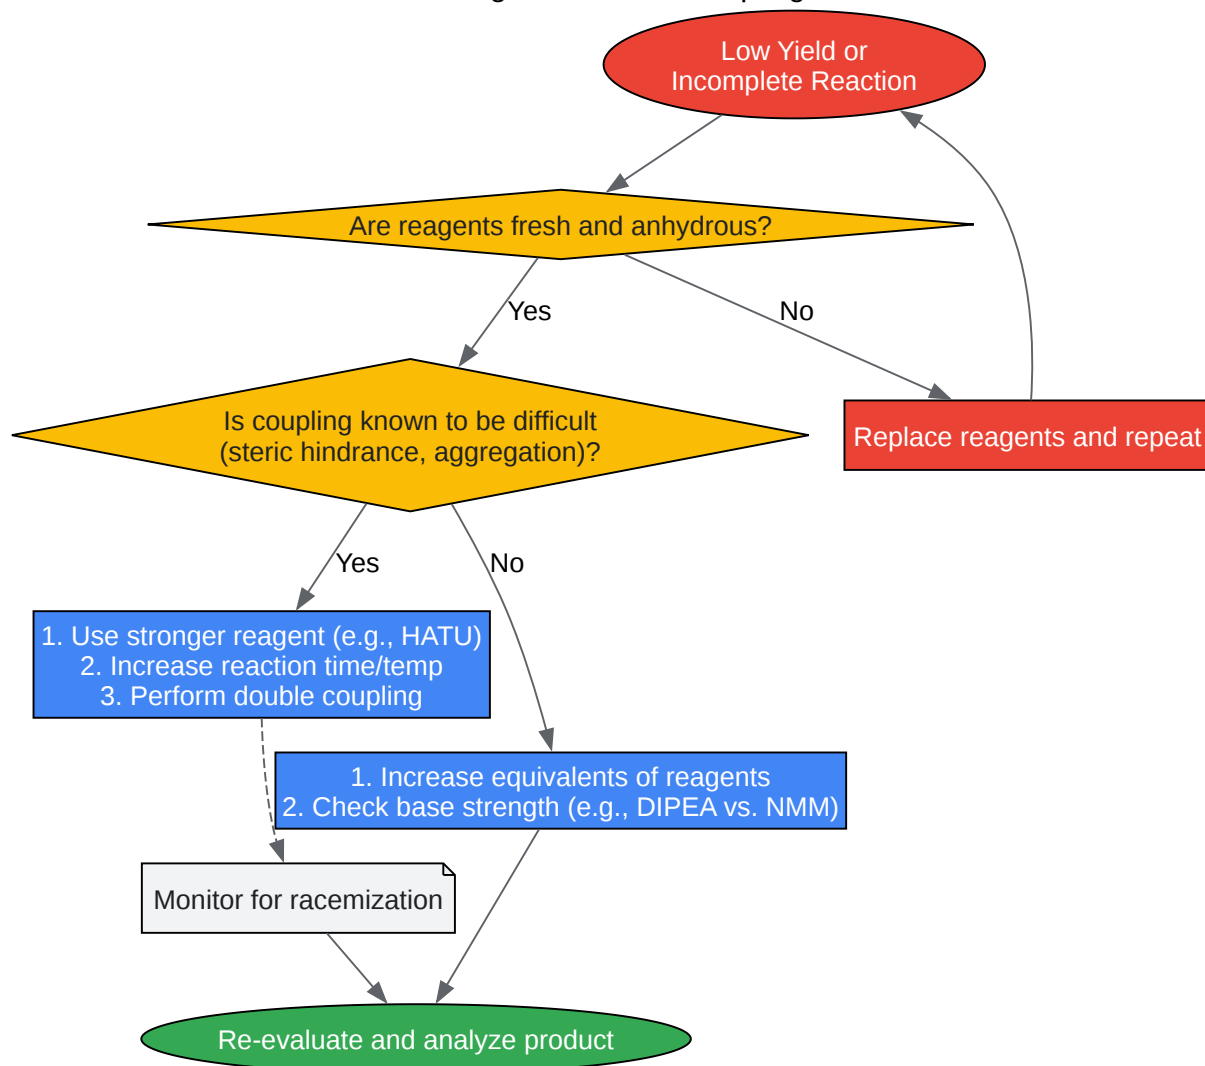 Low Yield or
Incomplete Reaction
Are reagents fresh and anhydrous?
Yes
No
Is coupling known to be difficult
(steric hindrance, aggregation)?
Replace reagents and repeat
Yes
No
1. Use stronger reagent (e.g., HATU)
2. Increase reaction time/temp
3. Perform double coupling
1. Increase equivalents of reagents
2. Check base strength (e.g., DIPEA vs. NMM)
Monitor for racemization
Re-evaluate and analyze product